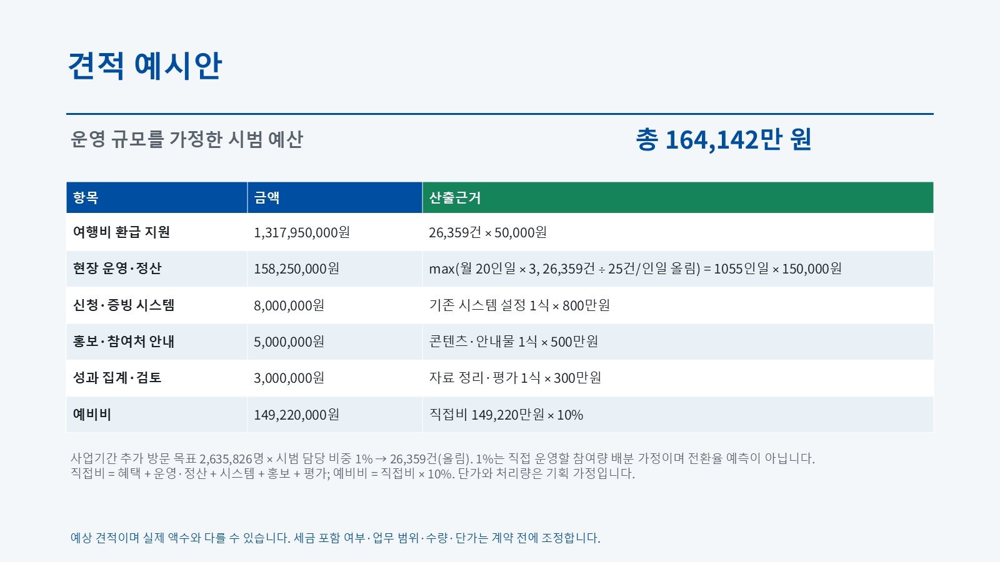 견적 예시안
운영 규모를 가정한 시범 예산
총 164,142만 원
항목 금액 산출근거
여행비 환급 지원 1,317,950,000원 26,359건 × 50,000원
현장 운영·정산 158,250,000원 max(월 20인일 × 3, 26,359건 ÷ 25건/인일 올림) = 1055인일 × 150,000원
신청·증빙 시스템 8,000,000원 기존 시스템 설정 1식 × 800만원
홍보·참여처 안내 5,000,000원 콘텐츠·안내물 1식 × 500만원
성과 집계·검토 3,000,000원 자료 정리·평가 1식 × 300만원
예비비 149,220,000원 직접비 149,220만원 × 10%
사업기간 추가 방문 목표 2,635,826명 × 시범 담당 비중 1% → 26,359건(올림). 1%는 직접 운영할 참여량 배분 가정이며 전환율 예측이 아닙니다.
직접비 = 혜택 + 운영·정산 + 시스템 + 홍보 + 평가; 예비비 = 직접비 × 10%. 단가와 처리량은 기획 가정입니다.
예상 견적이며 실제 액수와 다를 수 있습니다. 세금 포함 여부·업무 범위·수량·단가는 계약 전에 조정합니다.